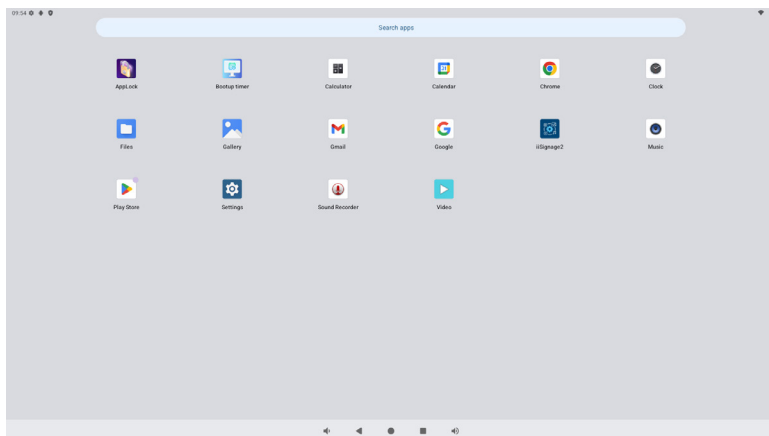 09:54
Search apps
AppLock
Bootup timer
Calculator
Calendar
Chrome
Clock
Files
Gallery
Gmail
Google
iiSignage2
Music
Play Store
Settings
Sound Recorder
Video